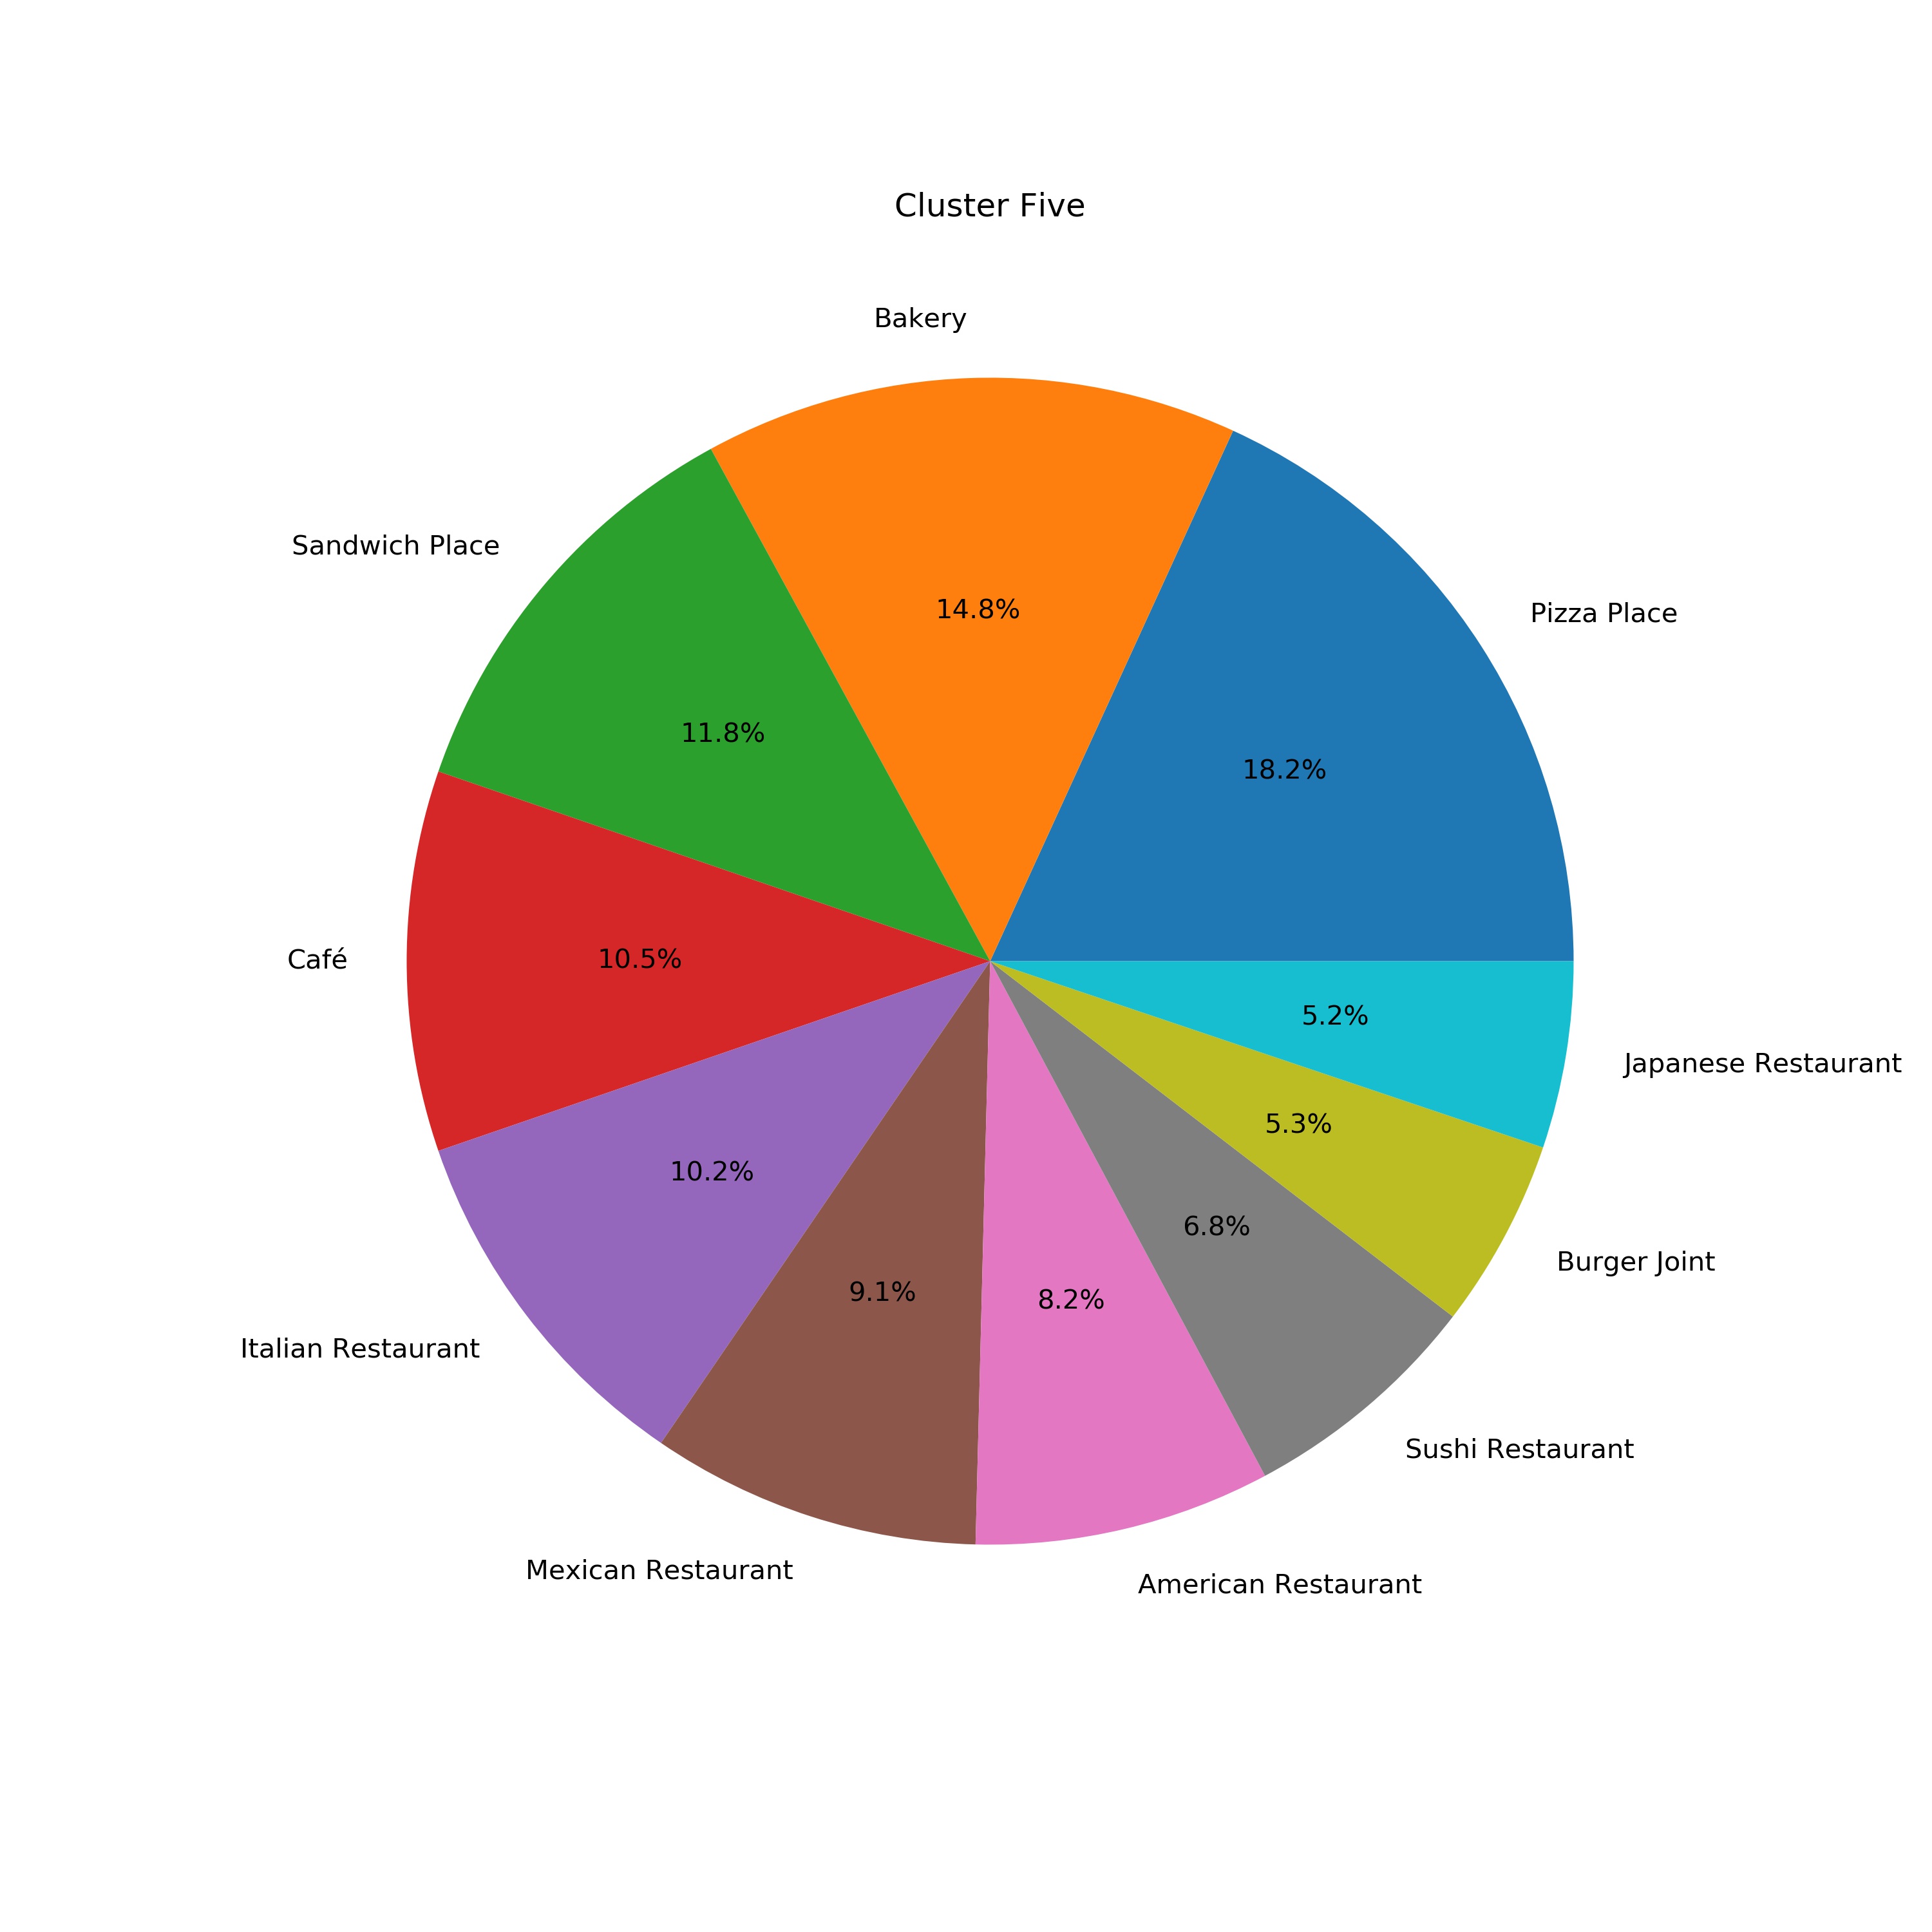 Cluster Five
Bakery
Sandwich Place
Pizza Place
14.8%
11.8%
18.2%
Café
10.5%
5.2%
Japanese Restaurant
5.3%
10.2%
6.8%
Burger Joint
9.1%
8.2%
Italian Restaurant
Sushi Restaurant
Mexican Restaurant
American Restaurant